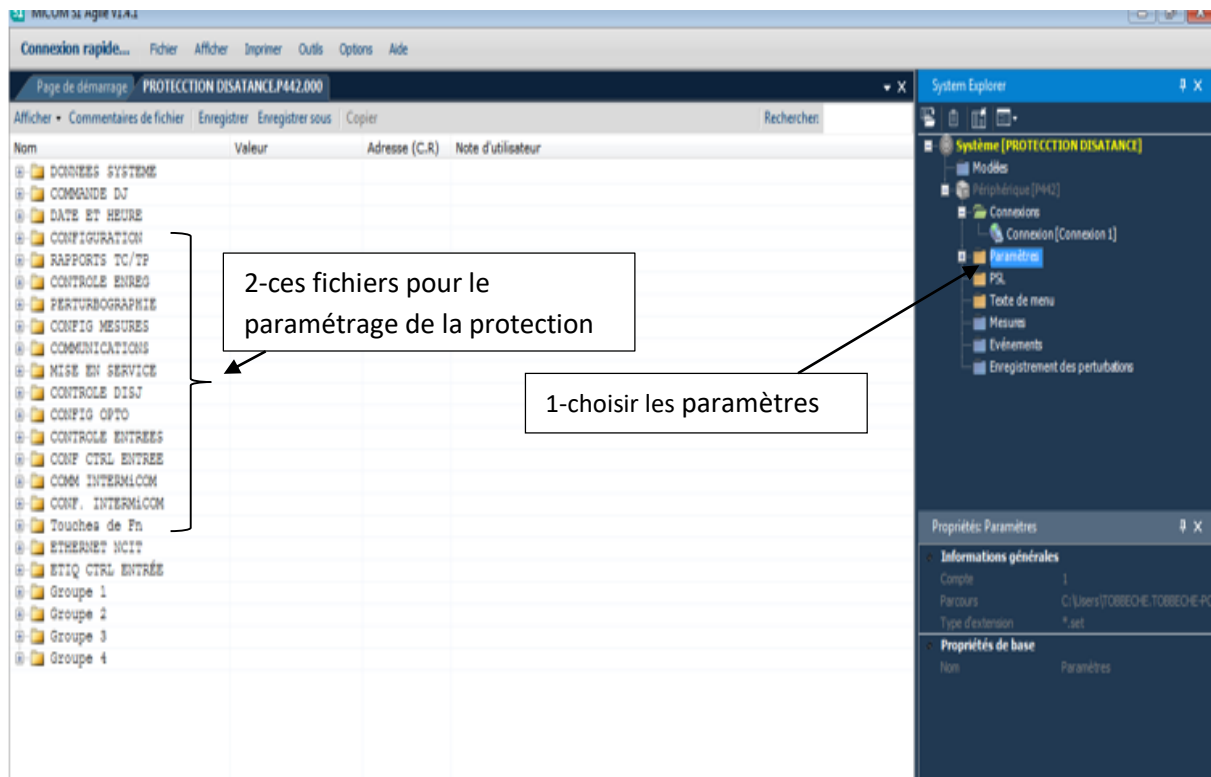 MiCOM S1 Agile V1.4.1
Connexion rapide... Fichier Afficher Imprimer Outils Options Aide
Page de démarrage PROTECCTION DISATANCE.P442.000
Afficher Commentaires de fichier Enregistrer Enregistrer sous Copier Rechercher:
Nom Valeur Adresse (C.R) Note d'utilisateur
DONNEES SYSTEME
COMMANDE DJ
DATE ET HEURE
CONFIGURATION
RAPPORTS TC/TP
CONTROLE ENREG
PERTURBOGRAPHIE
CONFIG MESURES
COMMUNICATIONS
MISE EN SERVICE
CONTROLE DISJ
CONFIG OPTO
CONTROLE ENTREES
CONF CTRL ENTREE
COMM INTERMiCOM
CONF. INTERMiCOM
Touches de Fn
ETHERNET NCIT
ETIQ CTRL ENTRÉE
Groupe 1
Groupe 2
Groupe 3
Groupe 4
2-ces fichiers pour le
paramétrage de la protection
1-choisir les paramètres
System Explorer
Système [PROTECCTION DISATANCE]
Modèles
Périphérique [P442]
Connexions
Connexion [Connexion 1]
Paramètres
PSL
Texte de menu
Mesures
Evénements
Enregistrement des perturbations
Propriétés: Paramètres
Informations générales
Compte 1
Parcours C:\Users\TOBBECHE.TOBBECHE-PC
Type d'extension *.set
Propriétés de base
Nom Paramètres